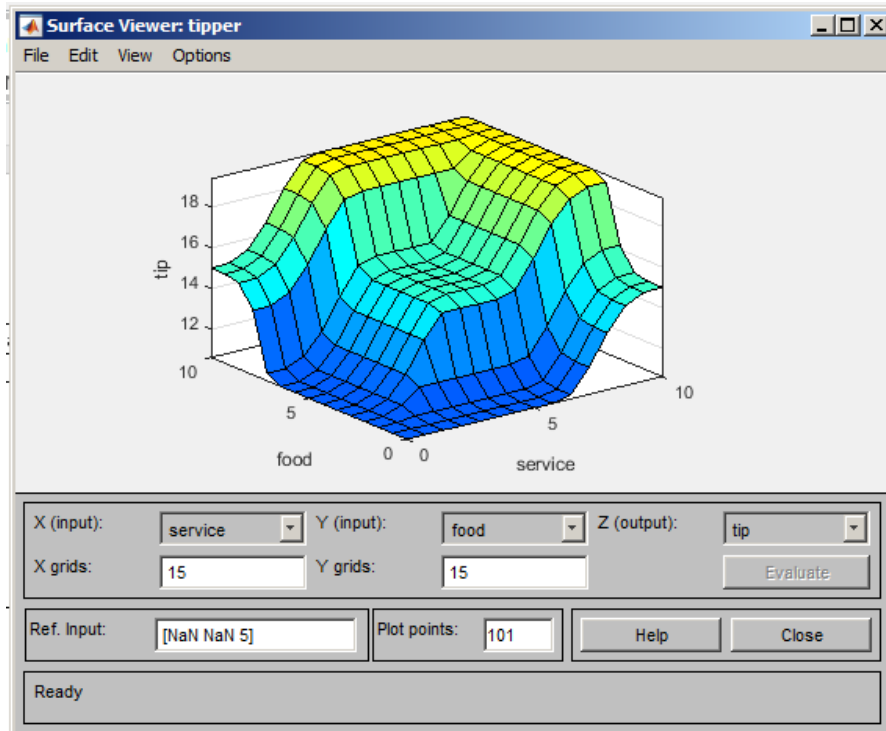 Surface Viewer: tipper
File Edit View Options
18
16
14
12
10
tip
5
0
food
0
5
10
service
X (input): service Y (input): food Z (output): tip
X grids: 15 Y grids: 15 Evaluate
Ref. Input: [NaN NaN 5] Plot points: 101 Help Close
Ready